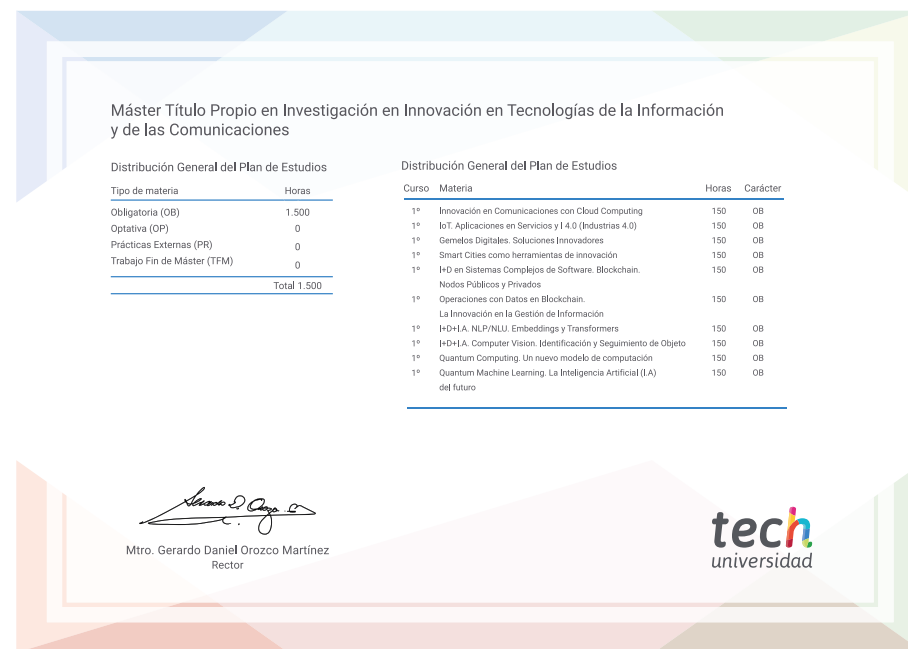 Máster Título Propio en Investigación en Innovación en Tecnologías de la Información
y de las Comunicaciones
Distribución General del Plan de Estudios
Tipo de materia Horas
Obligatoria (OB) 1.500
Optativa (OP) 0
Prácticas Externas (PR) 0
Trabajo Fin de Máster (TFM) 0
Total 1.500
Distribución General del Plan de Estudios
Curso Materia Horas Carácter
1º Innovación en Comunicaciones con Cloud Computing 150 OB
1º IoT. Aplicaciones en Servicios y I 4.0 (Industrias 4.0) 150 OB
1º Gemelos Digitales. Soluciones Innovadores 150 OB
1º Smart Cities como herramientas de innovación 150 OB
1º I+D en Sistemas Complejos de Software. Blockchain. 150 OB
Nodos Públicos y Privados
1º Operaciones con Datos en Blockchain. 150 OB
La Innovación en la Gestión de Información
1º I+D+I.A. NLP/NLU. Embeddings y Transformers 150 OB
1º I+D+I.A. Computer Vision. Identificación y Seguimiento de Objeto 150 OB
1º Quantum Computing. Un nuevo modelo de computación 150 OB
1º Quantum Machine Learning. La Inteligencia Artificial (I.A) 150 OB
del futuro
Mtro. Gerardo Daniel Orozco Martínez
Rector
tech
universidad